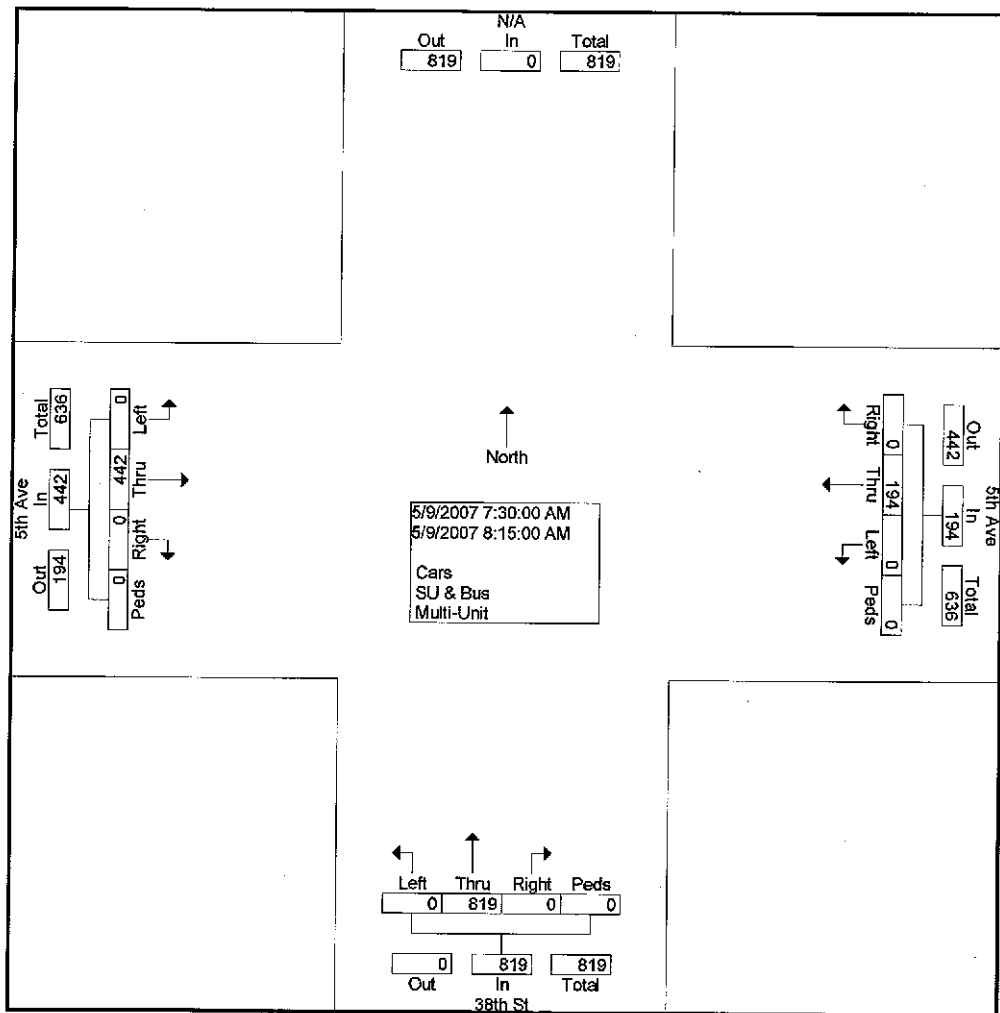 N/A
Out In Total
819 0 819
5th Ave
Total In Out
636 442 194
0 442 0 0
Left Thru Right Peds
North
5/9/2007 7:30:00 AM
5/9/2007 8:15:00 AM
Cars
SU & Bus
Multi-Unit
Right Thru Left Peds
0 194 0 0
Out In Total
442 194 636
5th Ave
Left Thru Right Peds
0 819 0 0
0 819 819
Out In Total
38th St